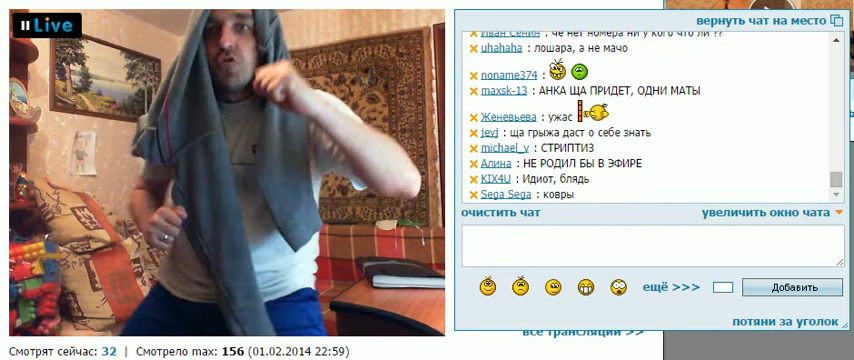 Live
вернуть чат на место
Иван Сенин : че нет номера ни у кого что ли ??
uhahaha : лошара, а не мачо
noname374 :
maxsk-13 : АНКА ЩА ПРИДЕТ, ОДНИ МАТЫ
Женевьева : ужас
jevj : ща грыжа даст о себе знать
michael_v : СТРИПТИЗ
Алина : НЕ РОДИЛ БЫ В ЭФИРЕ
KIX4U : Идиот, блядь
Sega Sega : ковры
очистить чат увеличить окно чата
ещё >>> Добавить
потяни за уголок
все трансляции >>
Смотят сейчас: 32 | Смотрело max: 156 (01.02.2014 22:59)